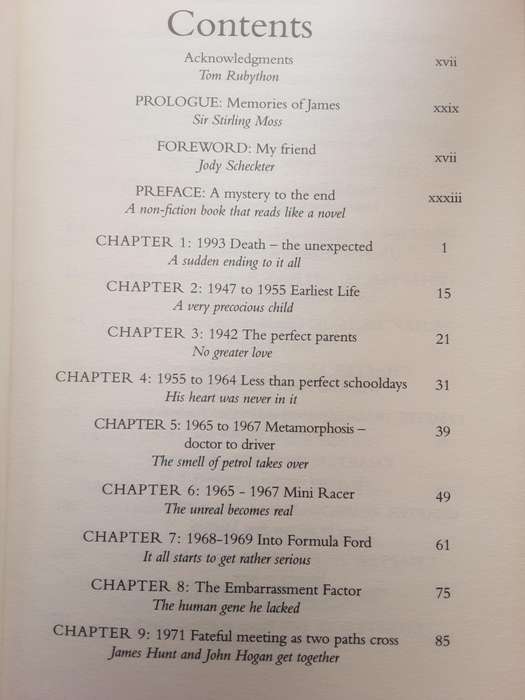 Contents
Acknowledgments xvii
Tom Rubython
PROLOGUE: Memories of James xxix
Sir Stirling Moss
FOREWORD: My friend xvii
Jody Scheckter
PREFACE: A mystery to the end xxxiii
A non-fiction book that reads like a novel
CHAPTER 1: 1993 Death – the unexpected 1
A sudden ending to it all
CHAPTER 2: 1947 to 1955 Earliest Life 15
A very precocious child
CHAPTER 3: 1942 The perfect parents 21
No greater love
CHAPTER 4: 1955 to 1964 Less than perfect schooldays 31
His heart was never in it
CHAPTER 5: 1965 to 1967 Metamorphosis – 39
doctor to driver
The smell of petrol takes over
CHAPTER 6: 1965 - 1967 Mini Racer 49
The unreal becomes real
CHAPTER 7: 1968-1969 Into Formula Ford 61
It all starts to get rather serious
CHAPTER 8: The Embarrassment Factor 75
The human gene he lacked
CHAPTER 9: 1971 Fateful meeting as two paths cross 85
James Hunt and John Hogan get together